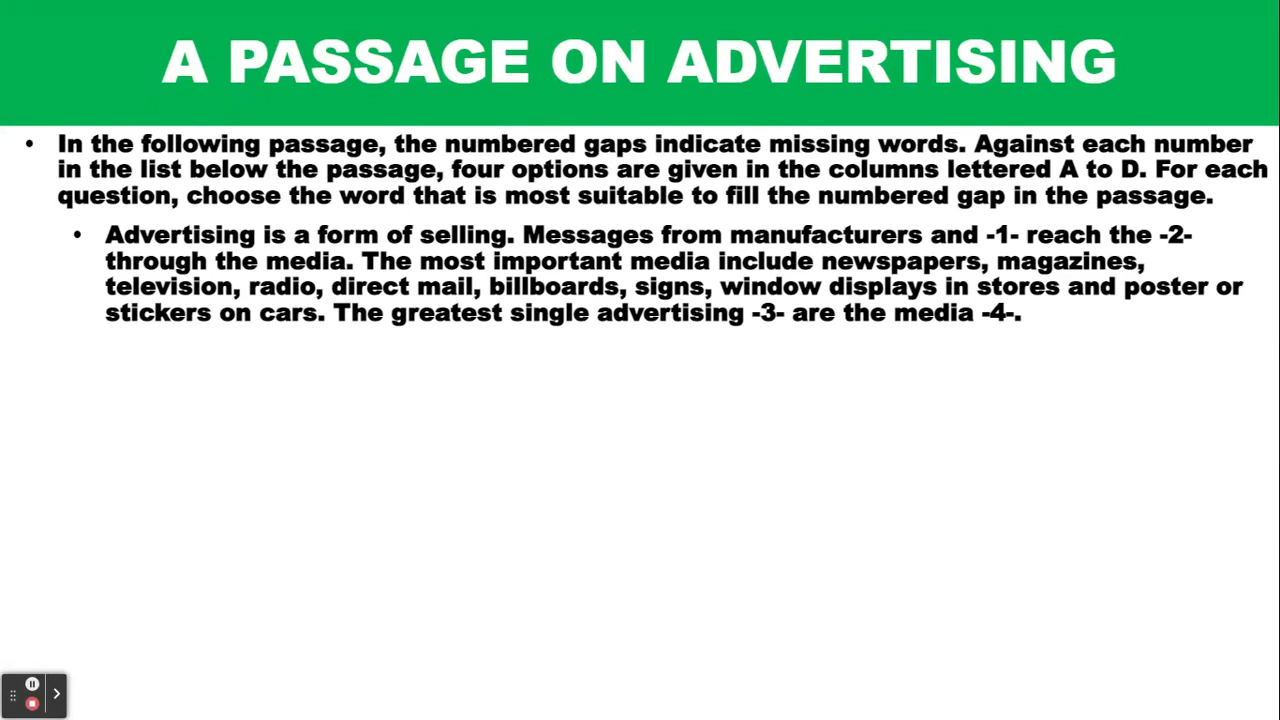 A PASSAGE ON ADVERTISING
• In the following passage, the numbered gaps indicate missing words. Against each number
in the list below the passage, four options are given in the columns lettered A to D. For each
question, choose the word that is most suitable to fill the numbered gap in the passage.
• Advertising is a form of selling. Messages from manufacturers and -1- reach the -2-
through the media. The most important media include newspapers, magazines,
television, radio, direct mail, billboards, signs, window displays in stores and poster or
stickers on cars. The greatest single advertising -3- are the media -4-.